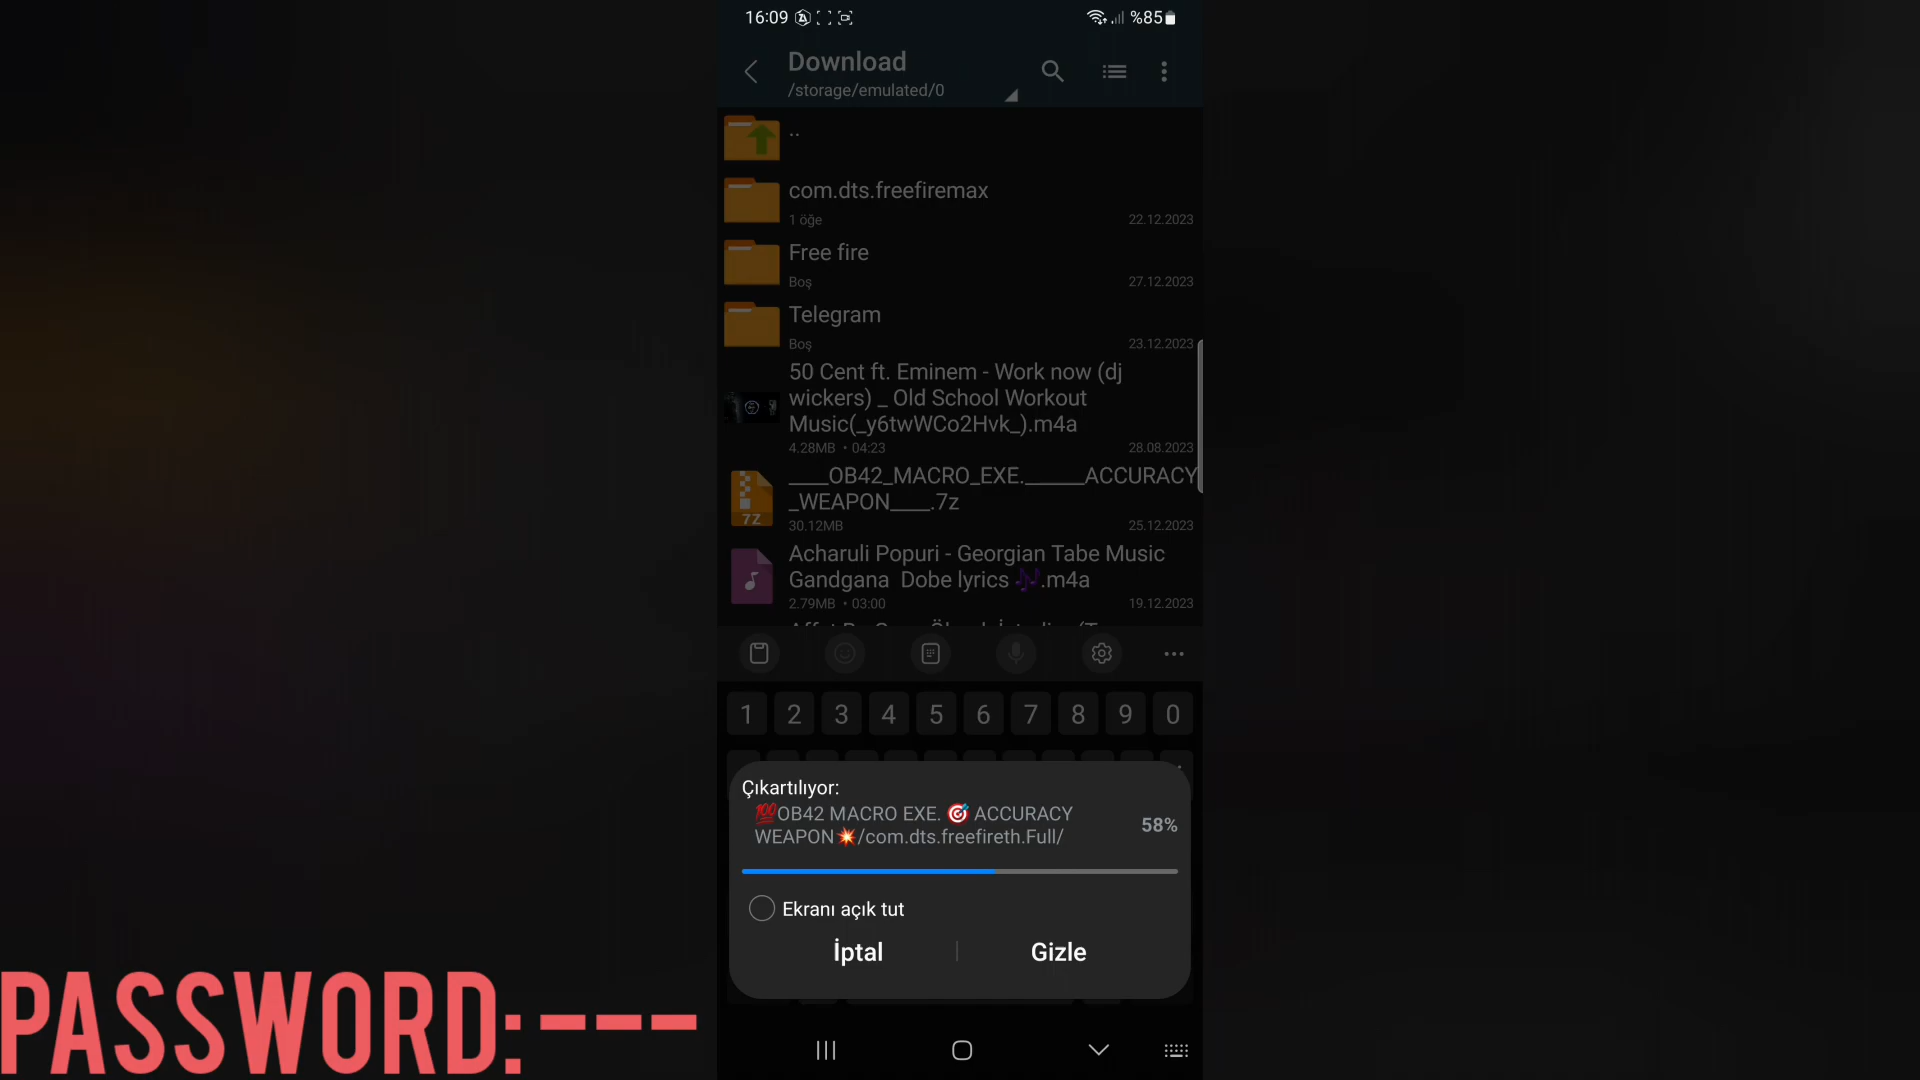 16:09
%85
Download
/storage/emulated/0
..
com.dts.freefiremax
1 öğe
22.12.2023
Free fire
Boş
27.12.2023
Telegram
Boş
23.12.2023
50 Cent ft. Eminem - Work now (dj
wickers) _ Old School Workout
Music(_y6twWCo2Hvk_).m4a
4.28MB • 04:23
28.08.2023
____OB42_MACRO_EXE.______ACCURACY
_WEAPON____.7z
7Z
30.12MB
25.12.2023
Acharuli Popuri - Georgian Tabe Music
Gandgana Dobe lyrics 🎶.m4a
2.79MB • 03:00
19.12.2023
1 2 3 4 5 6 7 8 9 0
Çıkartılıyor:
💯OB42 MACRO EXE. 🎯 ACCURACY
WEAPON💥/com.dts.freefireth.Full/
58%
Ekranı açık tut
İptal
Gizle
PASSWORD:---